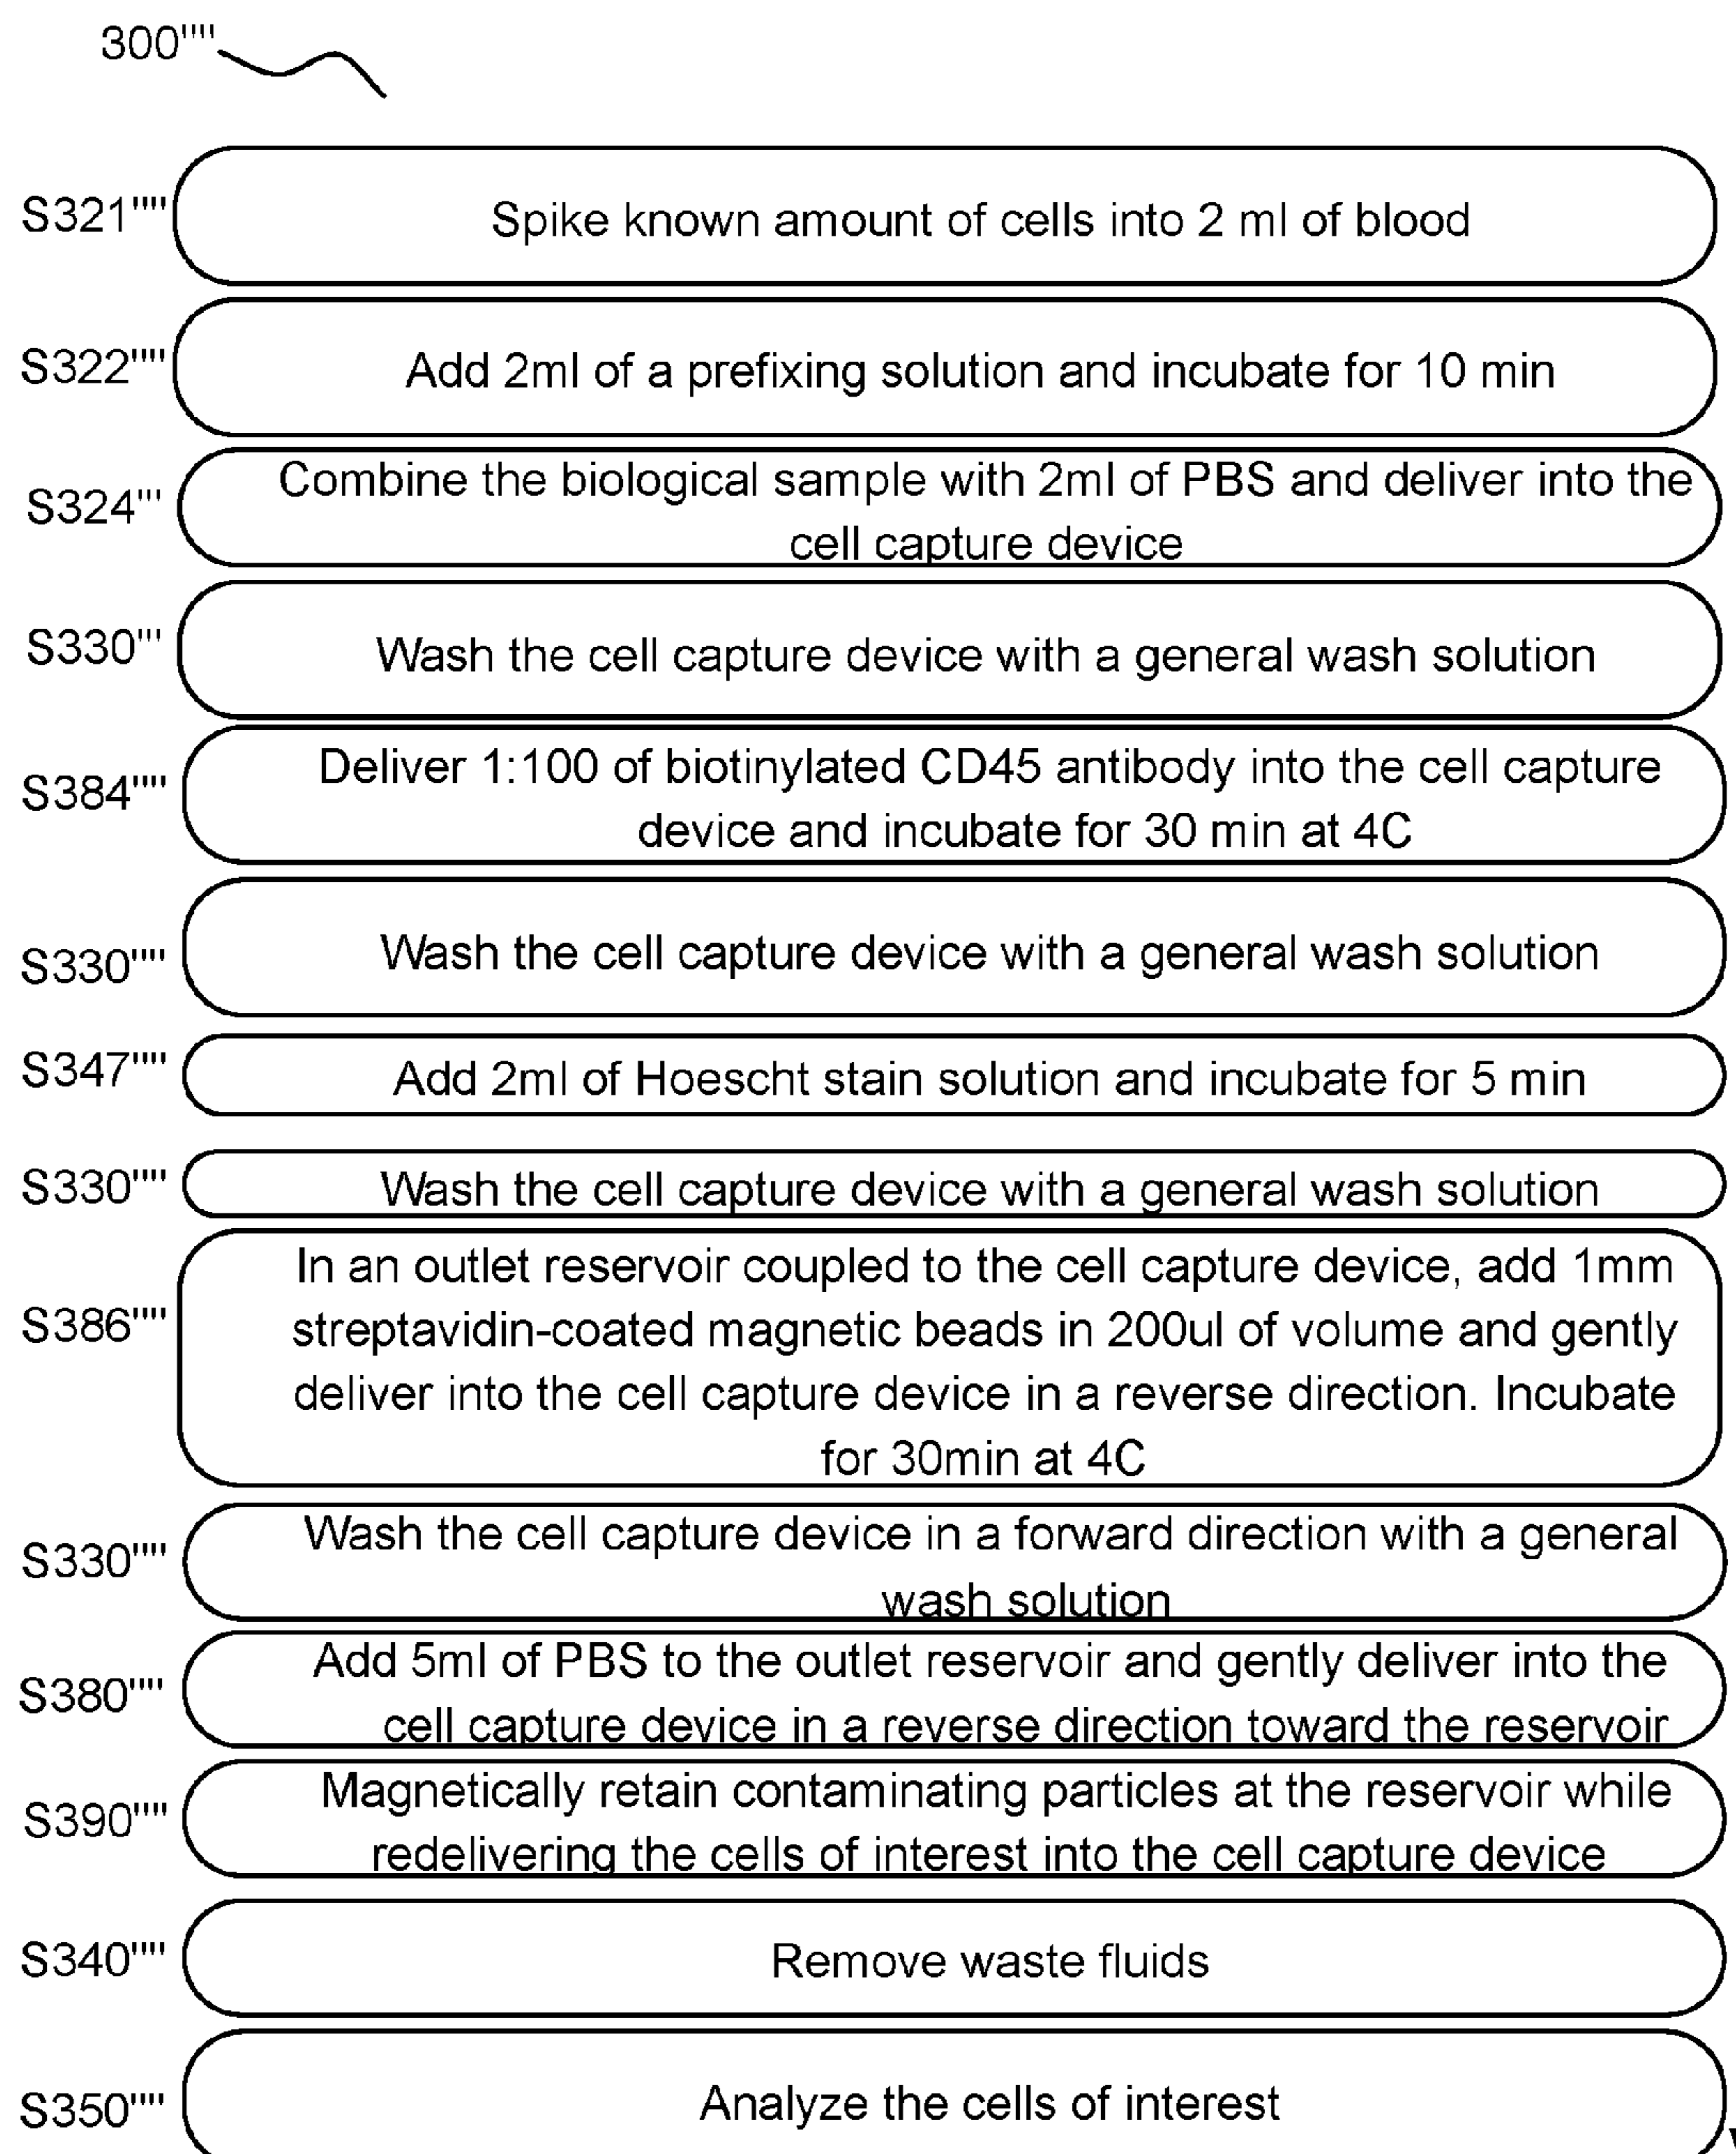 300''''
S321'''' Spike known amount of cells into 2 ml of blood
S322'''' Add 2ml of a prefixing solution and incubate for 10 min
S324''' Combine the biological sample with 2ml of PBS and deliver into the
cell capture device
S330''' Wash the cell capture device with a general wash solution
S384'''' Deliver 1:100 of biotinylated CD45 antibody into the cell capture
device and incubate for 30 min at 4C
S330'''' Wash the cell capture device with a general wash solution
S347'''' Add 2ml of Hoescht stain solution and incubate for 5 min
S330'''' Wash the cell capture device with a general wash solution
In an outlet reservoir coupled to the cell capture device, add 1mm
S386'''' streptavidin-coated magnetic beads in 200ul of volume and gently
deliver into the cell capture device in a reverse direction. Incubate
for 30min at 4C
S330'''' Wash the cell capture device in a forward direction with a general
wash solution
S380'''' Add 5ml of PBS to the outlet reservoir and gently deliver into the
cell capture device in a reverse direction toward the reservoir
S390'''' Magnetically retain contaminating particles at the reservoir while
redelivering the cells of interest into the cell capture device
S340'''' Remove waste fluids
S350'''' Analyze the cells of interest